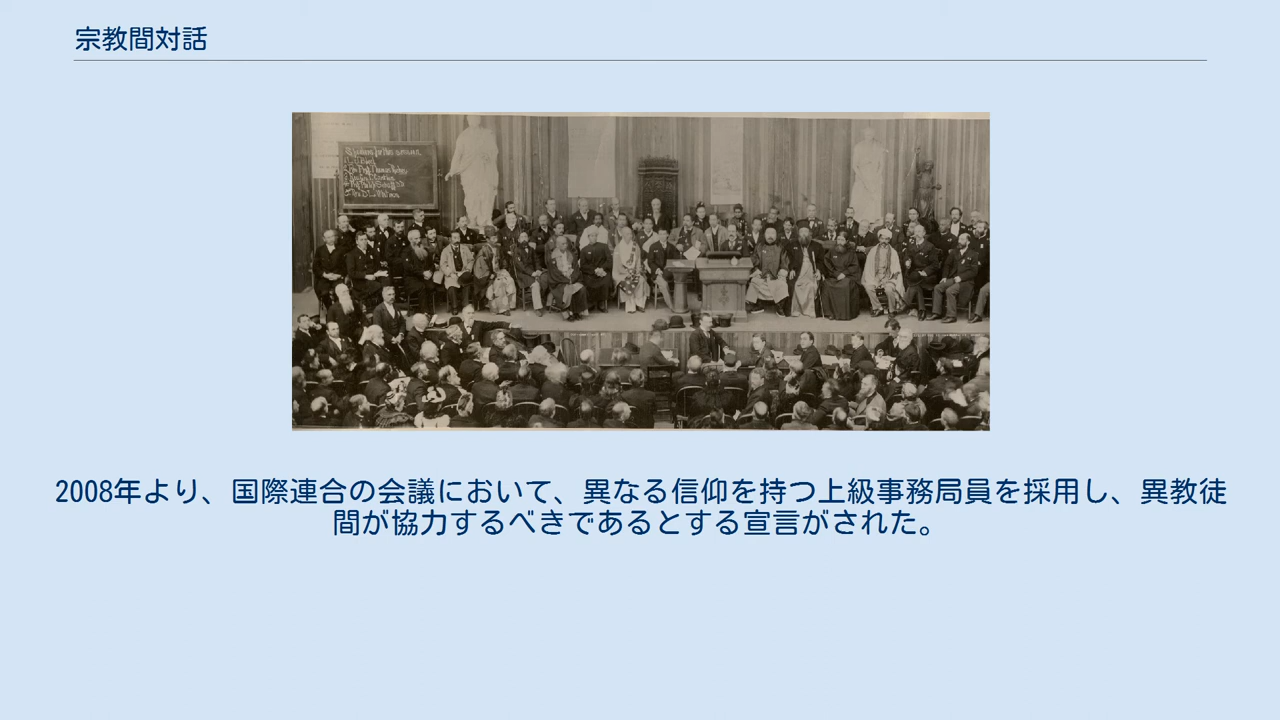 宗教間対話
2008年より、国際連合の会議において、異なる信仰を持つ上級事務局員を採用し、異教徒
間が協力するべきであるとする宣言がされた。